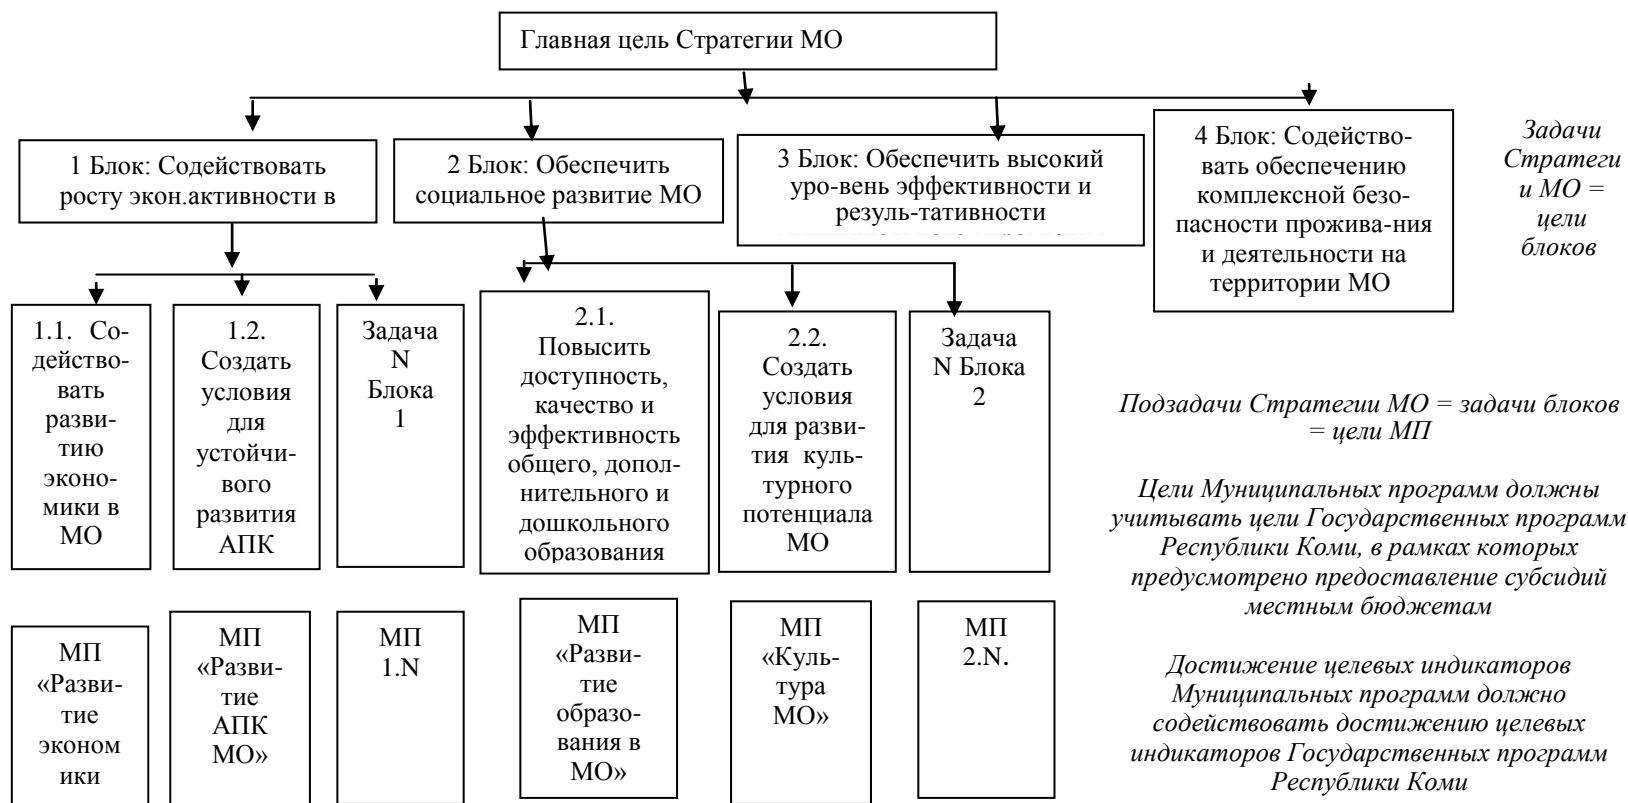 Главная цель Стратегии МО
1 Блок: Содействовать
росту экон.активности в
2 Блок: Обеспечить
социальное развитие МО
3 Блок: Обеспечить высокий
уро-вень эффективности и
резуль-тативности
4 Блок: Содейство-
вать обеспечению
комплексной безо-
пасности прожива-ния
и деятельности на
территории МО
Задачи
Стратеги
и МО =
цели
блоков
1.1. Со-
действо-
вать
разви-
тию
эконо-
мики в
МО
1.2.
Создать
условия
для
устойчи-
вого
развития
АПК
Задача
N
Блока
1
2.1.
Повысить
доступность,
качество и
эффективность
общего, допол-
нительного и
дошкольного
образования
2.2.
Создать
условия
для разви-
тия куль-
турного
потенциала
МО
Задача
N Блока
2
Подзадачи Стратегии МО = задачи блоков
= цели МП
Цели Муниципальных программ должны
учитывать цели Государственных программ
Республики Коми, в рамках которых
предусмотрено предоставление субсидий
местным бюджетам
МП
«Разви-
тие
эконом
ики
МП
«Разви-
тие
АПК
МО»
МП
1.N
МП
«Разви-
тие
образо-
вания в
МО»
МП
«Куль-
тура
МО»
МП
2.N.
Достижение целевых индикаторов
Муниципальных программ должно
содействовать достижению целевых
индикаторов Государственных программ
Республики Коми